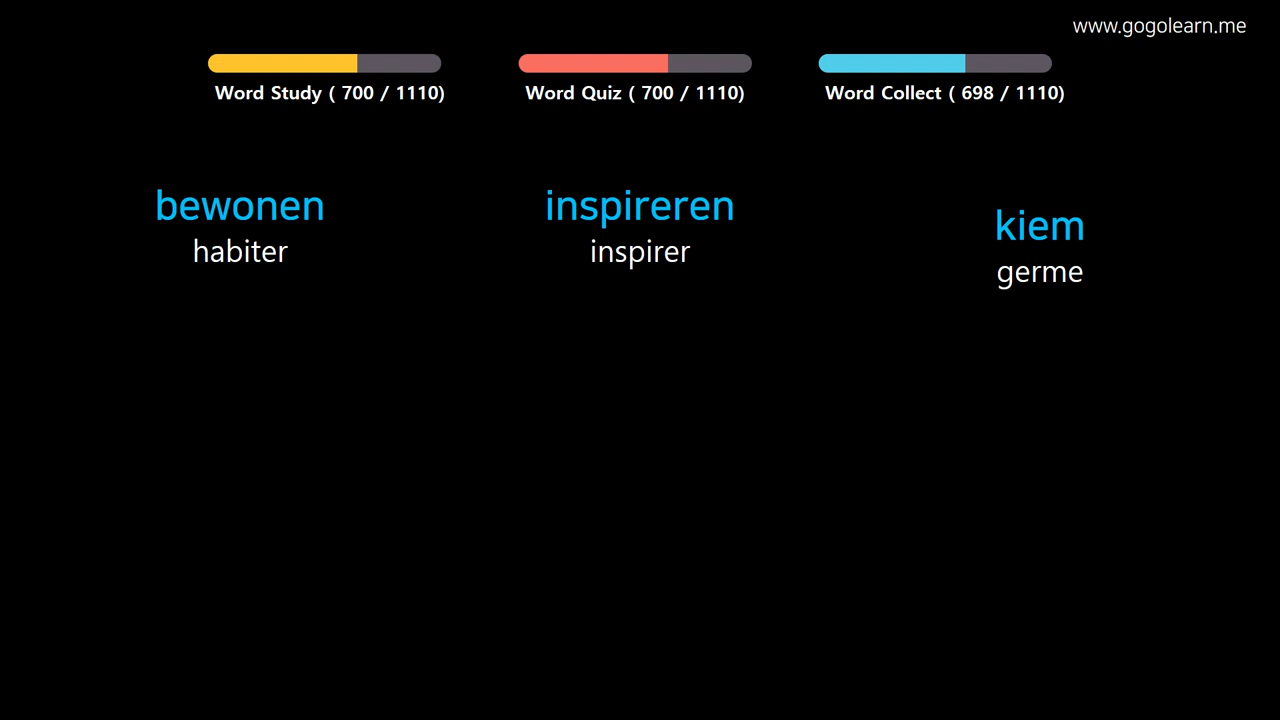 www.gogolearn.me
Word Study ( 700 / 1110)
Word Quiz ( 700 / 1110)
Word Collect ( 698 / 1110)
bewonen
habiter
inspireren
inspirer
kiem
germe